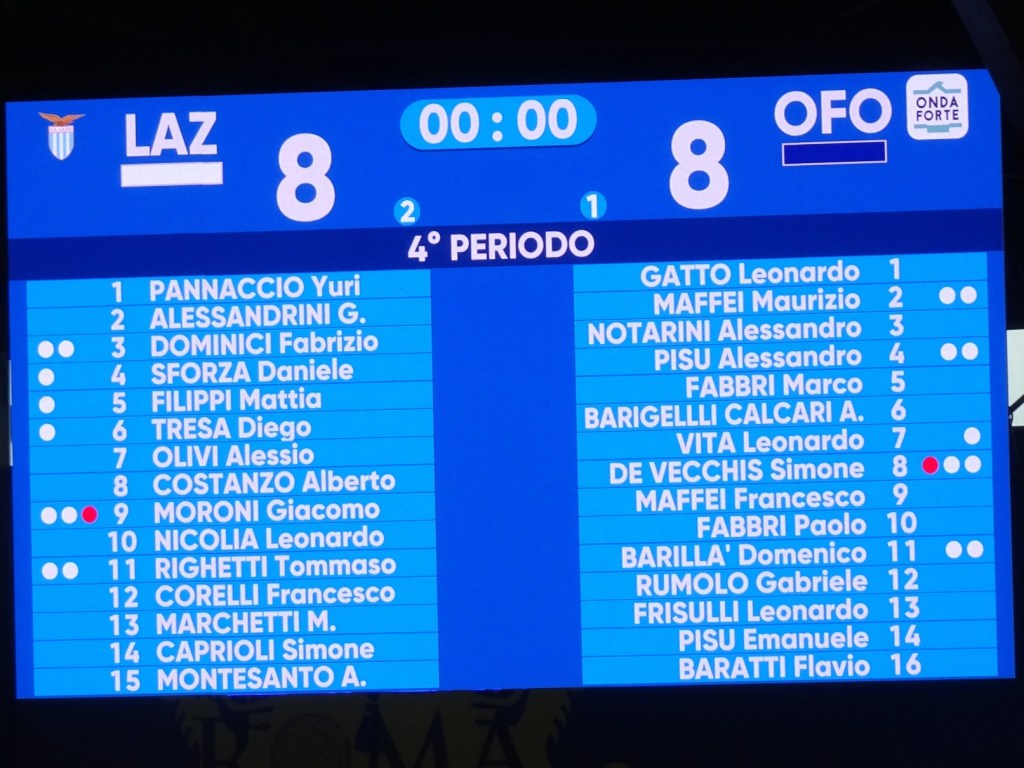 LAZ 8 00:00 8 OFO ONDA FORTE
2 1
4° PERIODO
1 PANNACCIO Yuri
2 ALESSANDRINI G.
3 DOMINICI Fabrizio
4 SFORZA Daniele
5 FILIPPI Mattia
6 TRESA Diego
7 OLIVI Alessio
8 COSTANZO Alberto
9 MORONI Giacomo
10 NICOLIA Leonardo
11 RIGHETTI Tommaso
12 CORELLI Francesco
13 MARCHETTI M.
14 CAPRIOLI Simone
15 MONTESANTO A.
GATTO Leonardo 1
MAFFEI Maurizio 2
NOTARINI Alessandro 3
PISU Alessandro 4
FABBRI Marco 5
BARIGELLLI CALCARI A. 6
VITA Leonardo 7
DE VECCHIS Simone 8
MAFFEI Francesco 9
FABBRI Paolo 10
BARILLA' Domenico 11
RUMOLO Gabriele 12
FRISULLI Leonardo 13
PISU Emanuele 14
BARATTI Flavio 16
ROMA